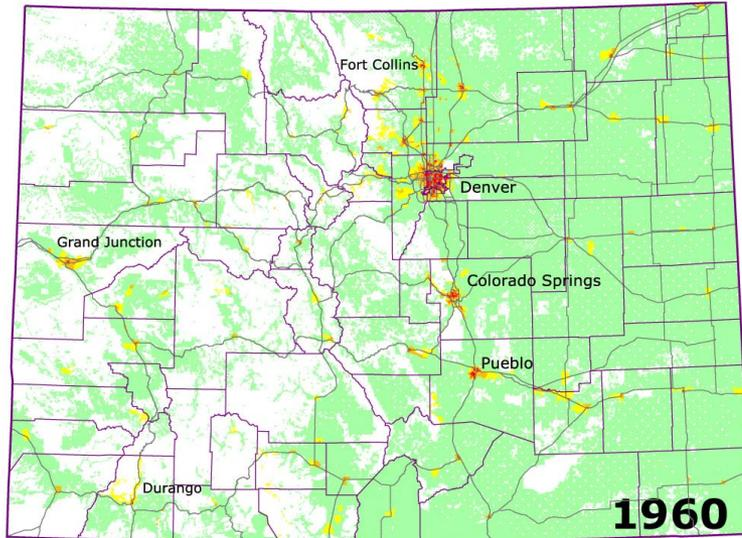 Fort Collins
Denver
Grand Junction
Colorado Springs
Pueblo
Durango
1960